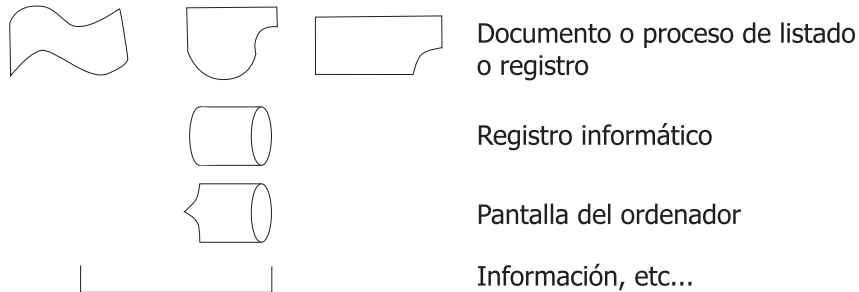 Documento o proceso de listado
o registro
Registro informático
Pantalla del ordenador
Información, etc...